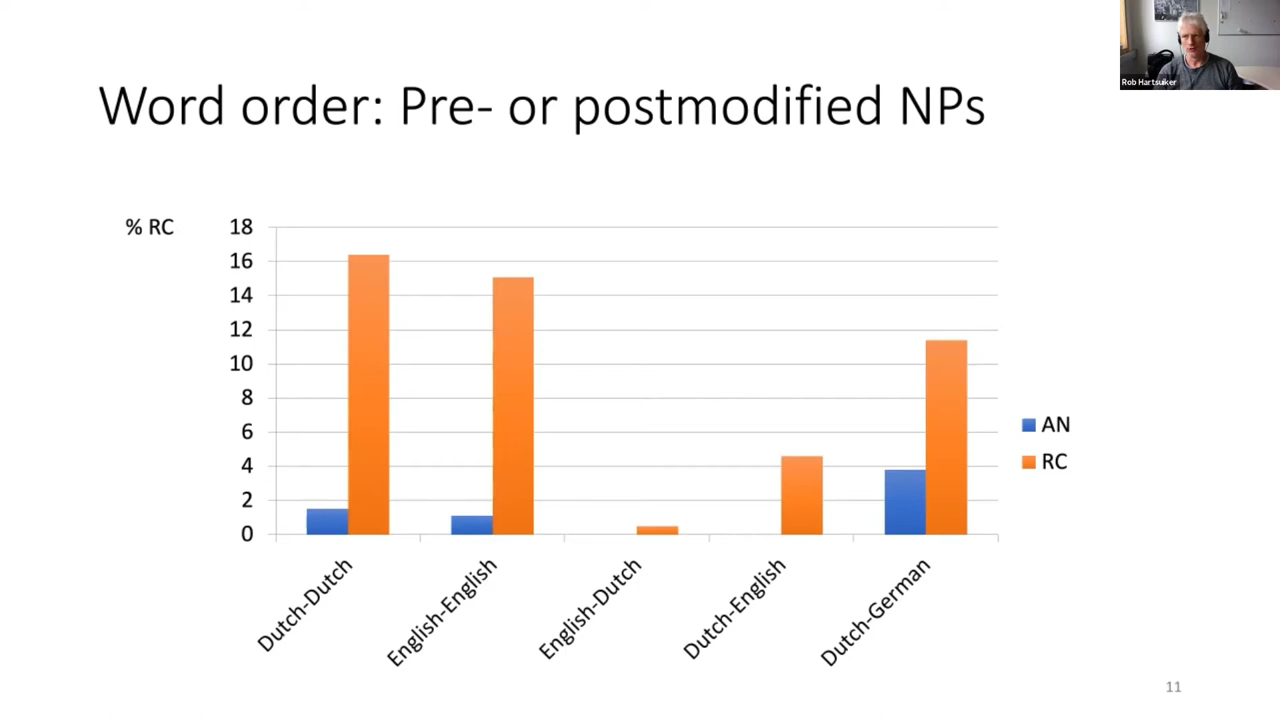 Rob Hartsuiker
Word order: Pre- or postmodified NPs
% RC
18
16
14
12
10
8
6
4
2
0
AN
RC
Dutch-Dutch
English-English
English-Dutch
Dutch-English
Dutch-German
11